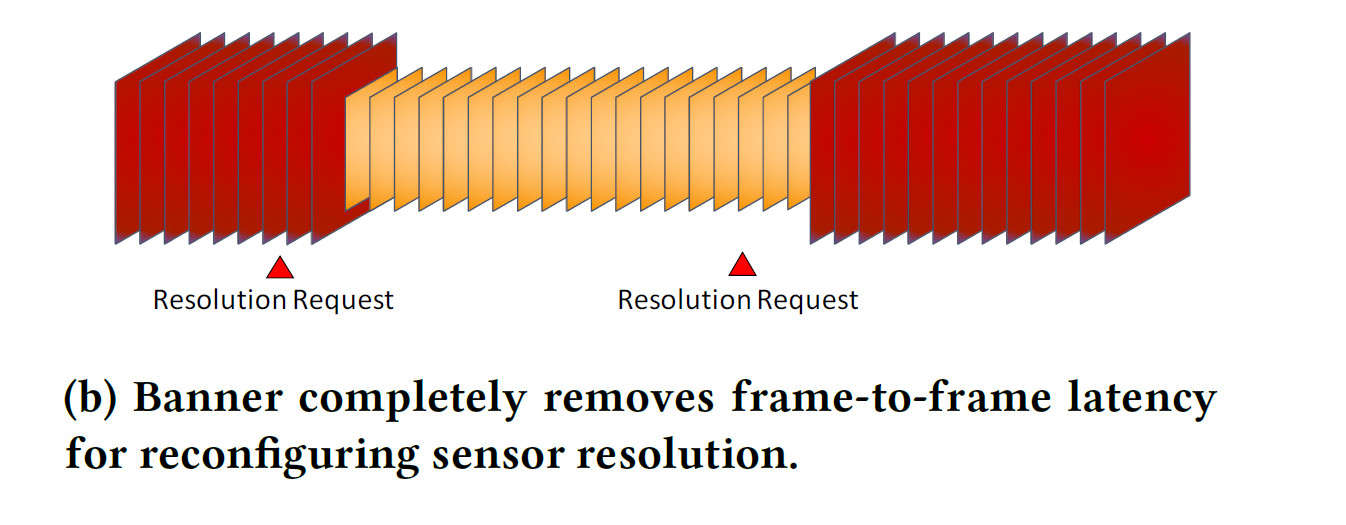 Resolution Request
Resolution Request
(b) Banner completely removes frame-to-frame latency
for reconfiguring sensor resolution.